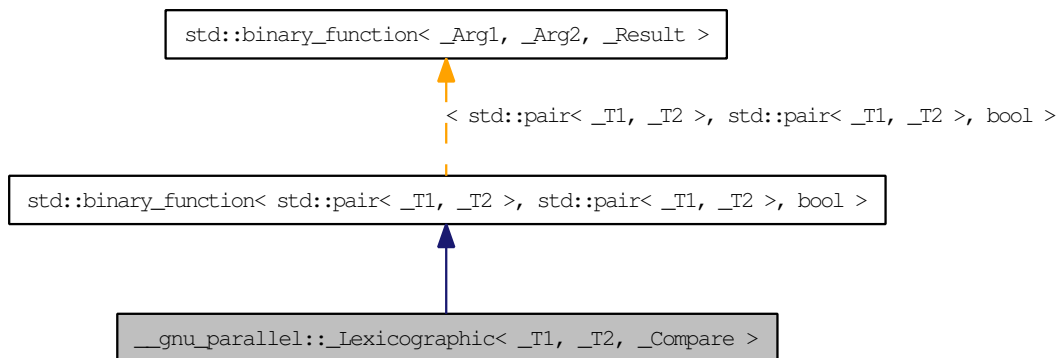 std::binary_function< _Arg1, _Arg2, _Result >
< std::pair< _T1, _T2 >, std::pair< _T1, _T2 >, bool >
std::binary_function< std::pair< _T1, _T2 >, std::pair< _T1, _T2 >, bool >
__gnu_parallel::_Lexicographic< _T1, _T2, _Compare >